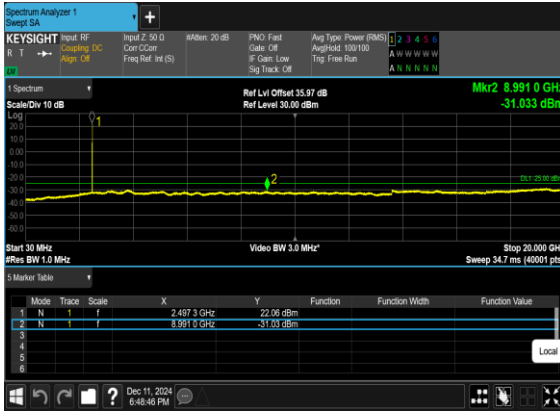 Spectrum Analyzer 1
Swept SA
+
KEYSIGHT Input: RF Input Z: 50 Ω #Atten: 20 dB PNO: Fast Avg Type: Power (RMS) 1 2 3 4 5 6
R T Coupling: DC Corr CCorr Gate: Off Avg|Hold: 100/100 A W W W W W
Align: Off Freq Ref: Int (S) IF Gain: Low Trig: Free Run
LW Sig Track: Off A N N N N N
1 Spectrum Ref Lvl Offset 35.97 dB Mkr2 8.991 0 GHz
Scale/Div 10 dB Ref Level 30.00 dBm -31.033 dBm
Log
20.0
10.0
0.00
-10.0
-20.0
-30.0
-40.0
-50.0
-60.0
1
2
DL1 -25.00 dBm
Start 30 MHz Video BW 3.0 MHz* Stop 20.000 GHz
#Res BW 1.0 MHz Sweep 34.7 ms (40001 pts)
5 Marker Table
Mode Trace Scale X Y Function Function Width Function Value
1 N 1 f 2.497 3 GHz 22.06 dBm
2 N 1 f 8.991 0 GHz -31.03 dBm
3
4
5
6
Local
? Dec 11, 2024
6:48:46 PM